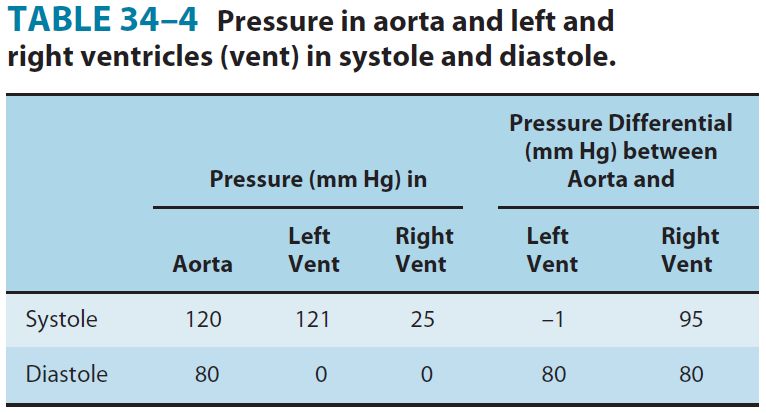 TABLE 34–4 Pressure in aorta and left and
right ventricles (vent) in systole and diastole.
Pressure Differential
(mm Hg) between
Pressure (mm Hg) in Aorta and
Left Right Left Right
Aorta Vent Vent Vent Vent
Systole 120 121 25 –1 95
Diastole 80 0 0 80 80